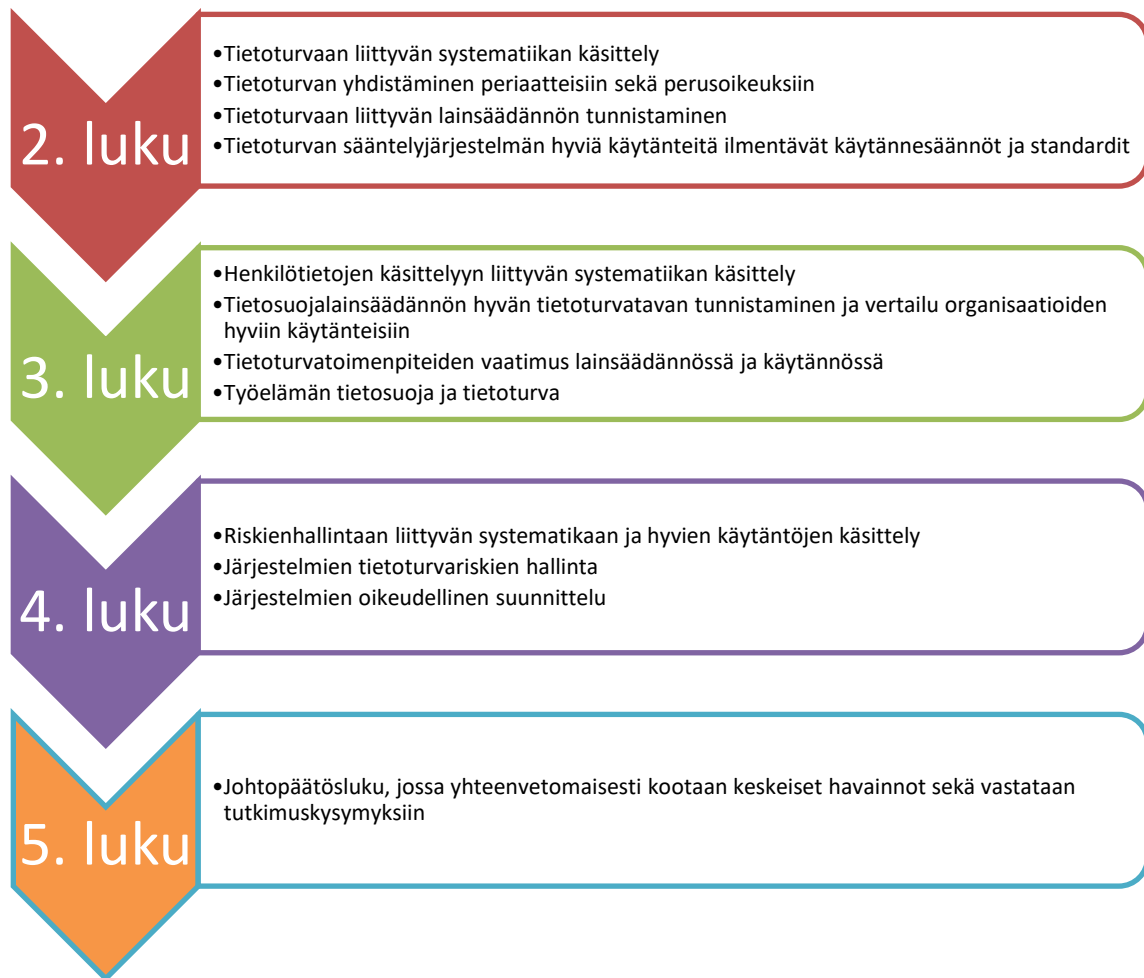 2. luku
•Tietoturvaan liittyvän systematiikan käsittely
•Tietoturvan yhdistäminen periaatteisiin sekä perusoikeuksiin
•Tietoturvaan liittyvän lainsäädännön tunnistaminen
•Tietoturvan sääntelyjärjestelmän hyviä käytänteitä ilmentävät käytännesäännöt ja standardit
3. luku
•Henkilötietojen käsittelyyn liittyvän systematiikan käsittely
•Tietosuojalainsäädännön hyvän tietoturvatavan tunnistaminen ja vertailu organisaatioiden
hyviin käytänteisiin
•Tietoturvatoimenpiteiden vaatimus lainsäädännössä ja käytännössä
•Työelämän tietosuoja ja tietoturva
4. luku
•Riskienhallintaan liittyvän systematikaan ja hyvien käytäntöjen käsittely
•Järjestelmien tietoturvariskien hallinta
•Järjestelmien oikeudellinen suunnittelu
5. luku
•Johtopäätösluku, jossa yhteenvetomaisesti kootaan keskeiset havainnot sekä vastataan
tutkimuskysymyksiin